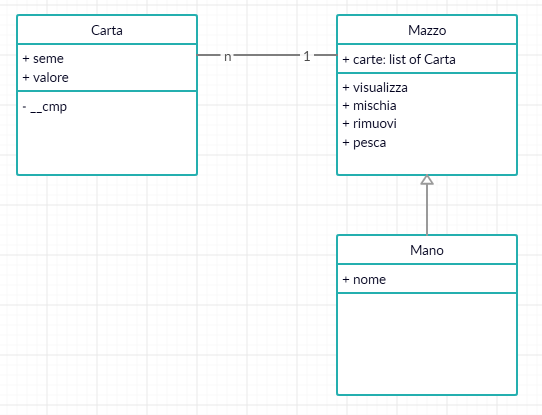 Carta
+ seme
+ valore
- __cmp
n
1
Mazzo
+ carte: list of Carta
+ visualizza
+ mischia
+ rimuovi
+ pesca
Mano
+ nome